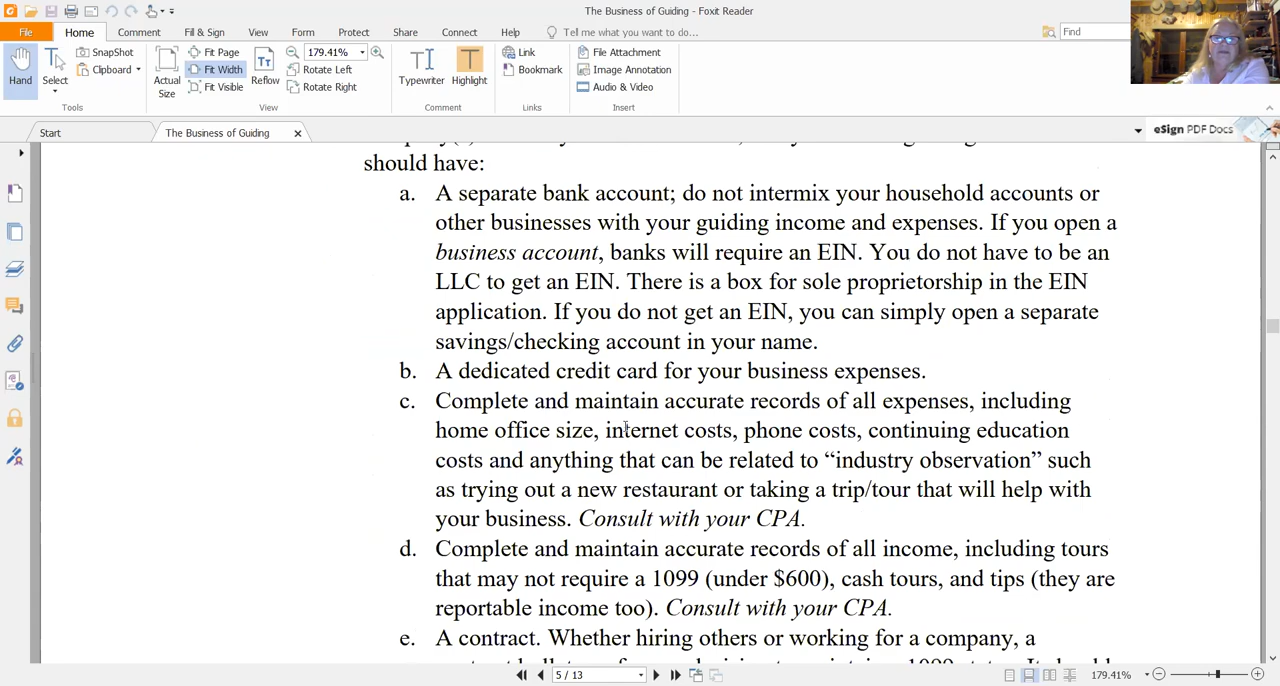 The Business of Guiding - Foxit Reader
File Home Comment Fill & Sign View Form Protect Share Connect Help Tell me what you want to do... Find
Hand
Select
SnapShot
Clipboard
Tools
Actual Size
Fit Page
Fit Width
Fit Visible
Reflow
179.41%
Rotate Left
Rotate Right
View
Typewriter
Highlight
Comment
Link
Bookmark
Links
File Attachment
Image Annotation
Audio & Video
Insert
Start
The Business of Guiding
eSign PDF Docs
should have:
a. A separate bank account; do not intermix your household accounts or
other businesses with your guiding income and expenses. If you open a
business account, banks will require an EIN. You do not have to be an
LLC to get an EIN. There is a box for sole proprietorship in the EIN
application. If you do not get an EIN, you can simply open a separate
savings/checking account in your name.
b. A dedicated credit card for your business expenses.
c. Complete and maintain accurate records of all expenses, including
home office size, internet costs, phone costs, continuing education
costs and anything that can be related to “industry observation” such
as trying out a new restaurant or taking a trip/tour that will help with
your business. Consult with your CPA.
d. Complete and maintain accurate records of all income, including tours
that may not require a 1099 (under $600), cash tours, and tips (they are
reportable income too). Consult with your CPA.
e. A contract. Whether hiring others or working for a company, a
5 / 13
179.41%